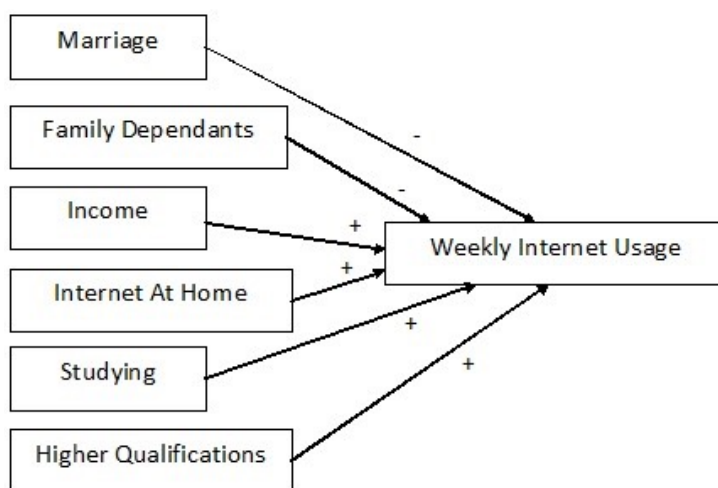 Marriage
-
Family Dependants
-
Income
+
Weekly Internet Usage
+
Internet At Home
+
Studying
+
Higher Qualifications